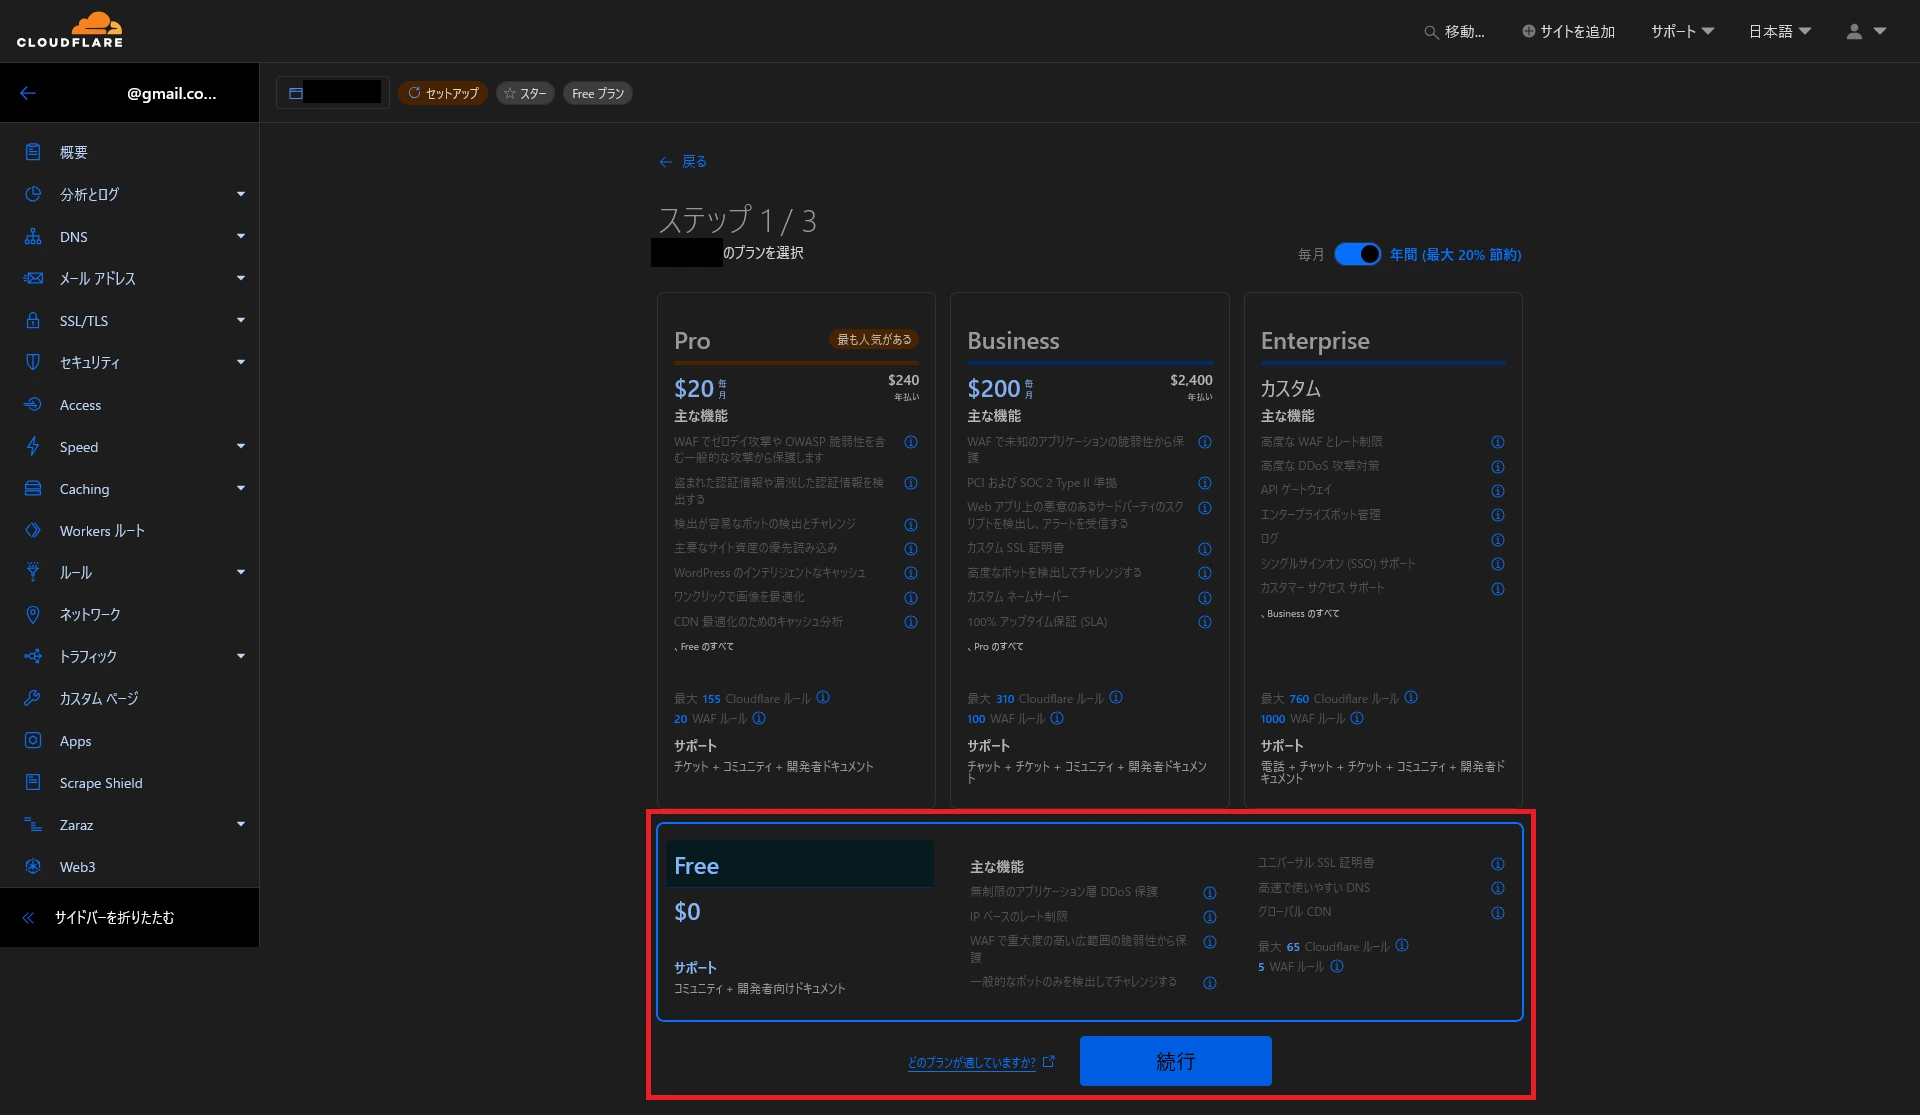 CLOUDFLARE
移動...
サイトを追加
サポート
日本語
@gmail.co...
セットアップ
スター
Free プラン
概要
分析とログ
DNS
メール アドレス
SSL/TLS
セキュリティ
Access
Speed
Caching
Workers ルート
ルール
ネットワーク
トラフィック
カスタム ページ
Apps
Scrape Shield
Zaraz
Web3
サイドバーを折りたたむ
戻る
ステップ 1 / 3
のプランを選択
毎月
年間 (最大 20% 節約)
Pro
最も人気がある
$20 毎月
$240
年払い
主な機能
WAF でゼロデイ攻撃や OWASP 脆弱性を含
む一般的な攻撃から保護します
盗まれた認証情報や漏洩した認証情報を検
出する
検出が容易なボットの検出とチャレンジ
主要なサイト資産の優先読み込み
WordPress のインテリジェントなキャッシュ
ワンクリックで画像を最適化
CDN 最適化のためのキャッシュ分析
、Free のすべて
最大 155 Cloudflare ルール
20 WAF ルール
サポート
チケット + コミュニティ + 開発者ドキュメント
Business
$200 毎月
$2,400
年払い
主な機能
WAF で未知のアプリケーションの脆弱性から保
護
PCI および SOC 2 Type II 準拠
Web アプリ上の悪意のあるサードパーティのスク
リプトを検出し、アラートを受信する
カスタム SSL 証明書
高度なボットを検出してチャレンジする
カスタム ネームサーバー
100% アップタイム保証 (SLA)
、Pro のすべて
最大 310 Cloudflare ルール
100 WAF ルール
サポート
チャット + チケット + コミュニティ + 開発者ドキュメン
ト
Enterprise
カスタム
主な機能
高度な WAF とレート制限
高度な DDoS 攻撃対策
API ゲートウェイ
エンタープライズボット管理
ログ
シングルサインオン (SSO) サポート
カスタマー サクセス サポート
、Business のすべて
最大 760 Cloudflare ルール
1000 WAF ルール
サポート
電話 + チャット + チケット + コミュニティ + 開発者ド
キュメント
Free
$0
サポート
コミュニティ + 開発者向けドキュメント
主な機能
無制限のアプリケーション層 DDoS 保護
IP ベースのレート制限
WAF で重大度の高い広範囲の脆弱性から保
護
一般的なボットのみを検出してチャレンジする
ユニバーサル SSL 証明書
高速で使いやすい DNS
グローバル CDN
最大 65 Cloudflare ルール
5 WAF ルール
どのプランが適していますか?
続行